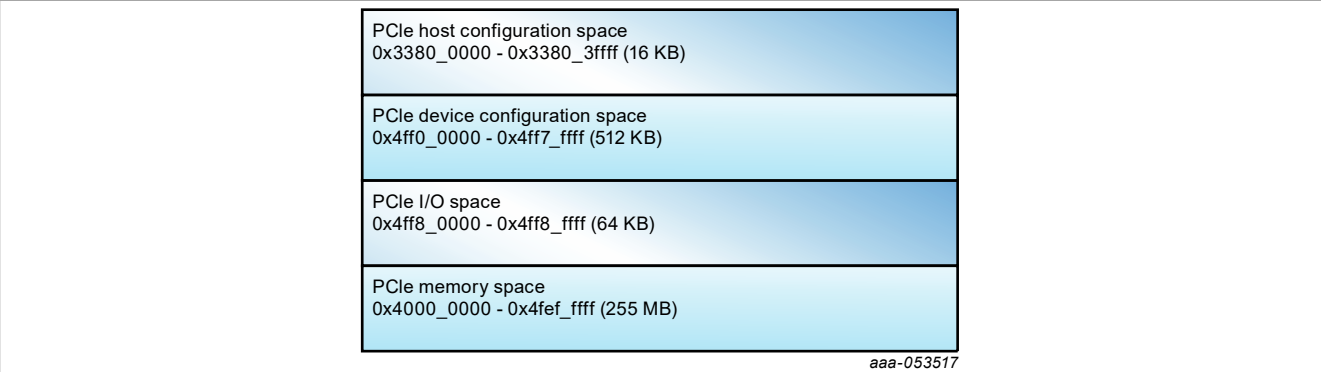 PCIe host configuration space
0x3380_0000 - 0x3380_3ffff (16 KB)
PCIe device configuration space
0x4ff0_0000 - 0x4ff7_ffff (512 KB)
PCIe I/O space
0x4ff8_0000 - 0x4ff8_ffff (64 KB)
PCIe memory space
0x4000_0000 - 0x4fef_ffff (255 MB)
aaa-053517